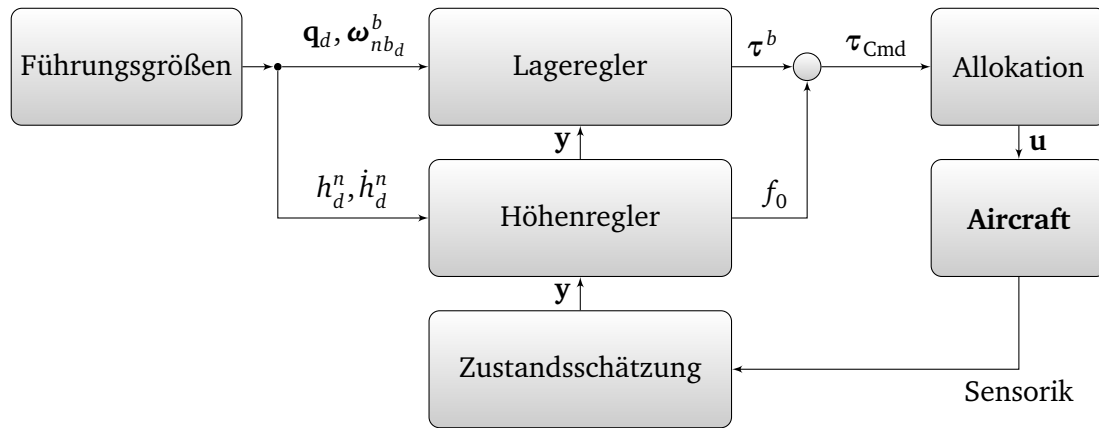 Führungsgrößen
𝐪_d, 𝝎^b_{nb_d}
Lageregler
𝝉^b
𝝉_Cmd
Allokation
𝐲
𝐮
h^n_d, ḣ^n_d
Höhenregler
f_0
Aircraft
𝐲
Zustandsschätzung
Sensorik